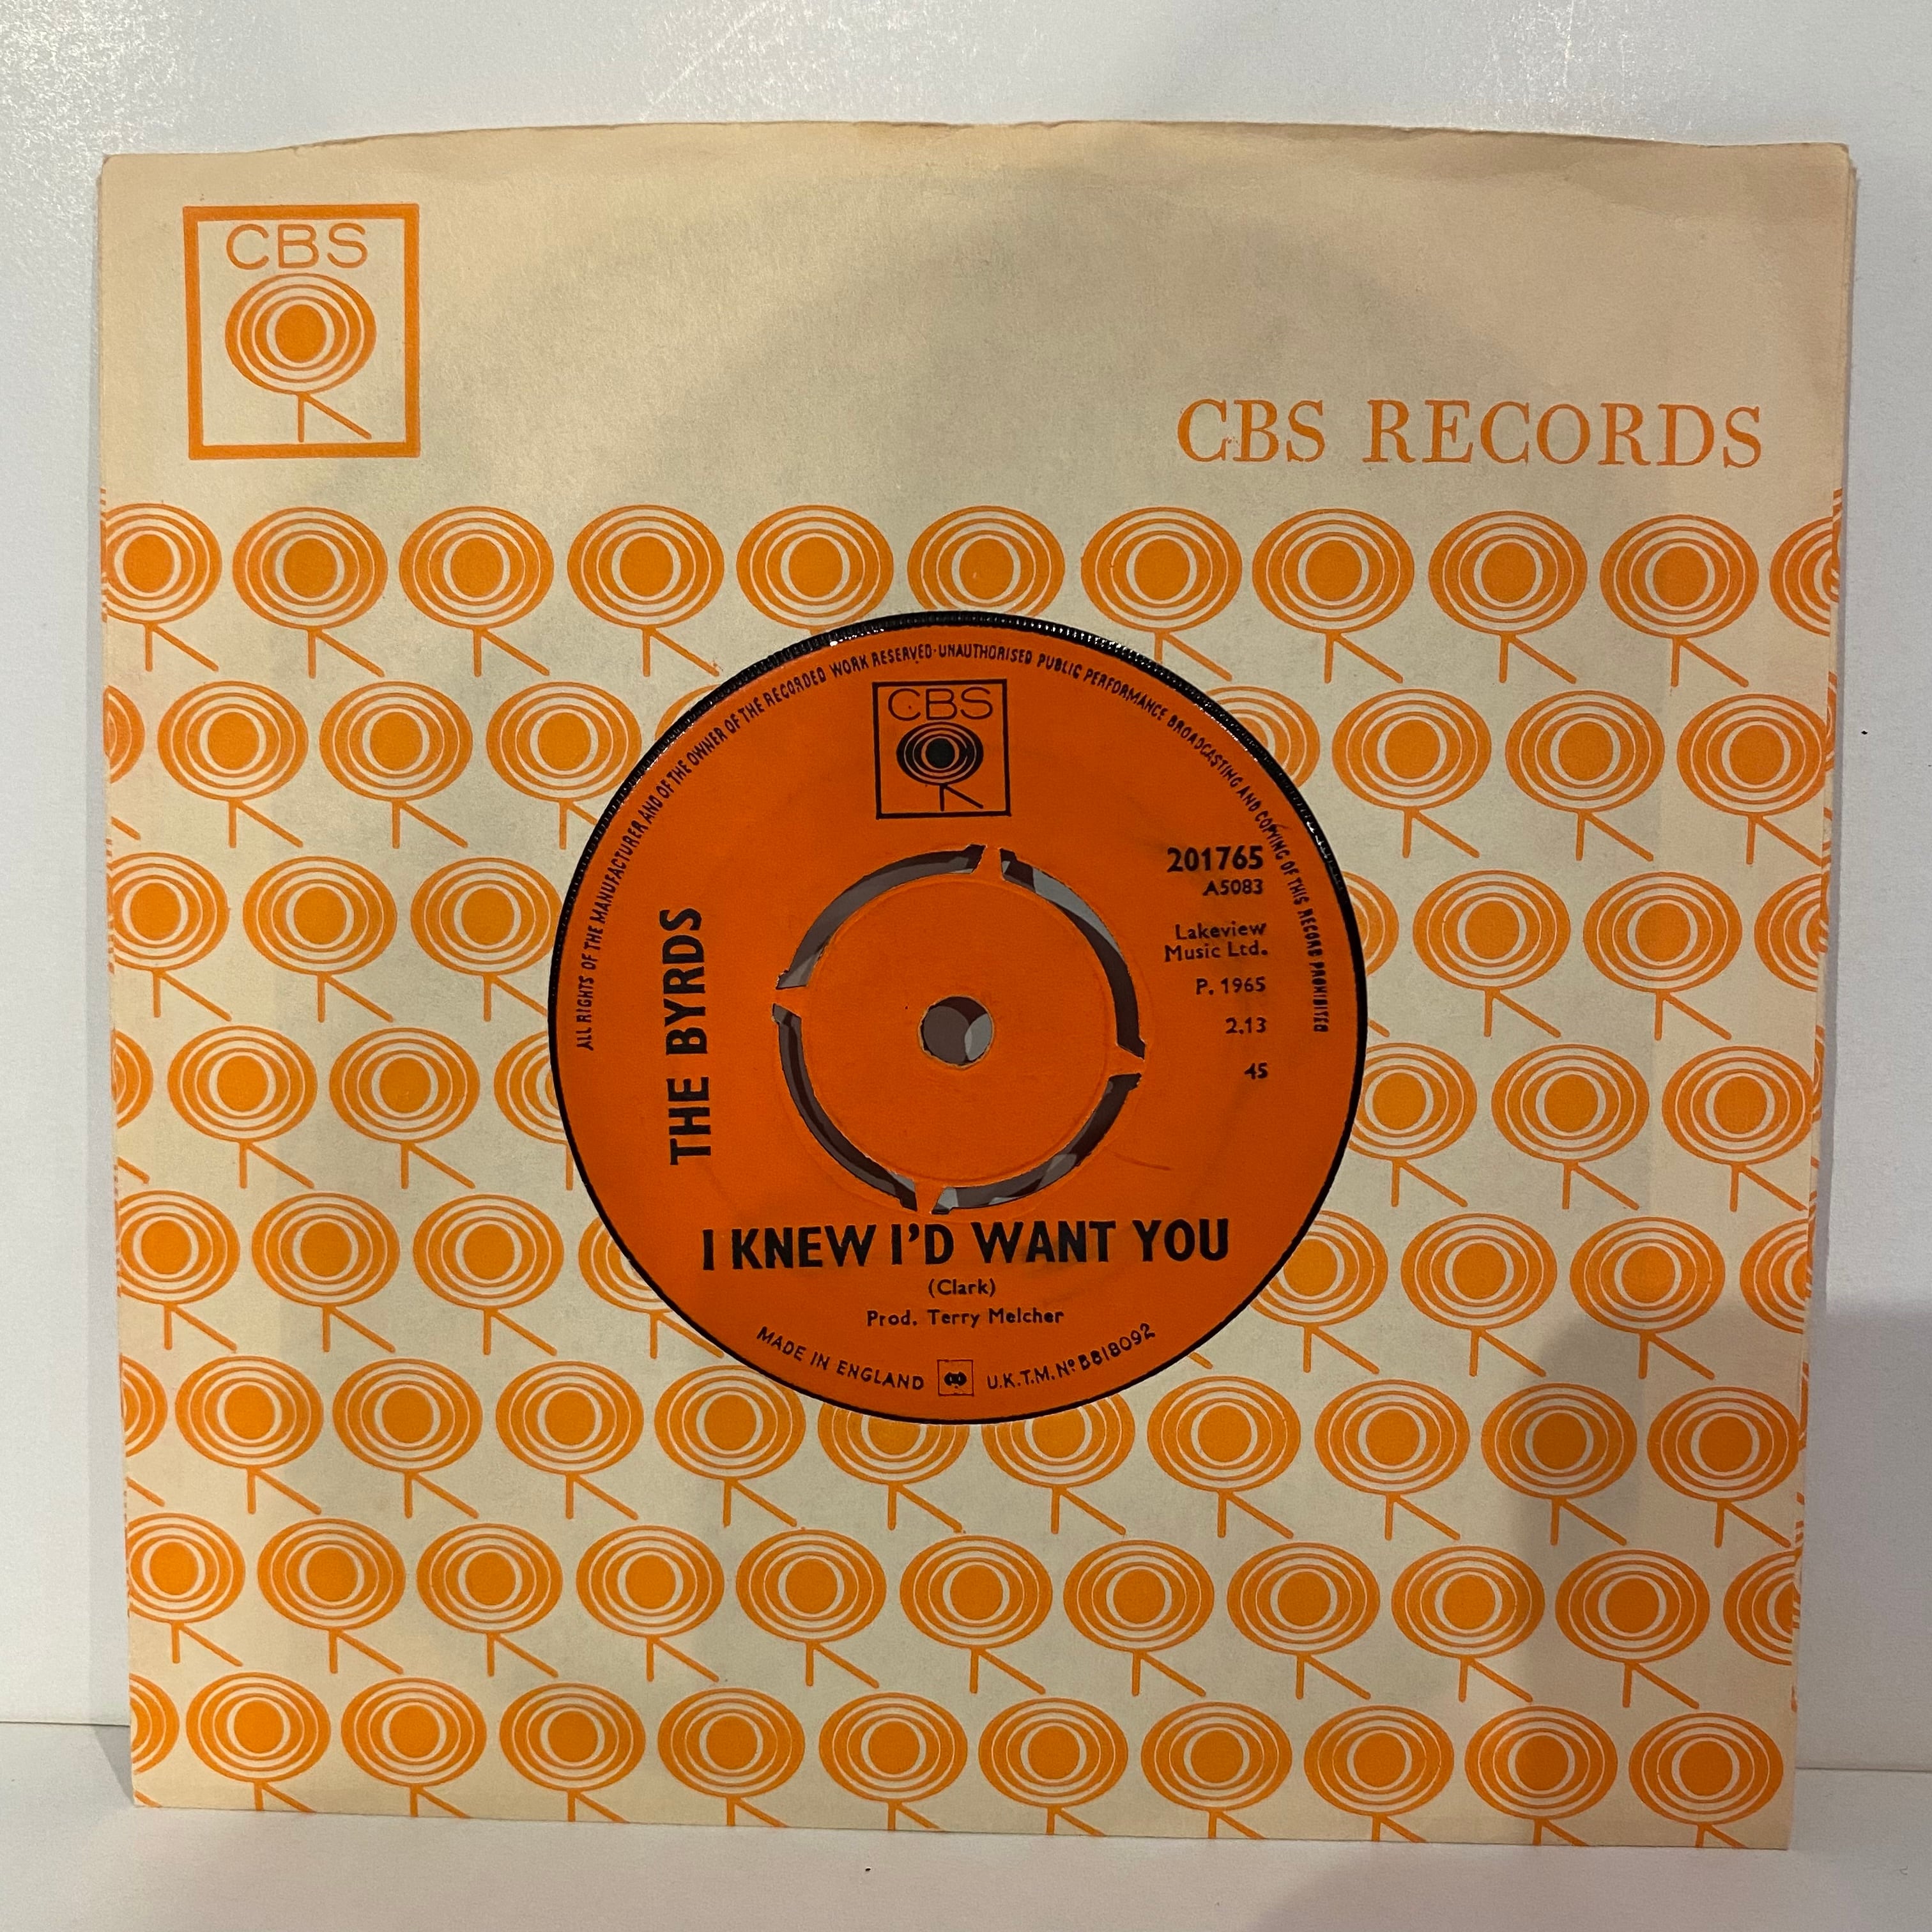 CBS
CBS RECORDS
ALL RIGHTS OF THE MANUFACTURER AND OF THE OWNER OF THE RECORDED WORK RESERVED·UNAUTHORISED PUBLIC PERFORMANCE BROADCASTING AND COPYING OF THIS RECORD PROHIBITED
CBS
201765
A5083
Lakeview
Music Ltd.
P. 1965
2.13
45
THE BYRDS
I KNEW I'D WANT YOU
(Clark)
Prod. Terry Melcher
MADE IN ENGLAND U.K.T.M. Nº BB18092